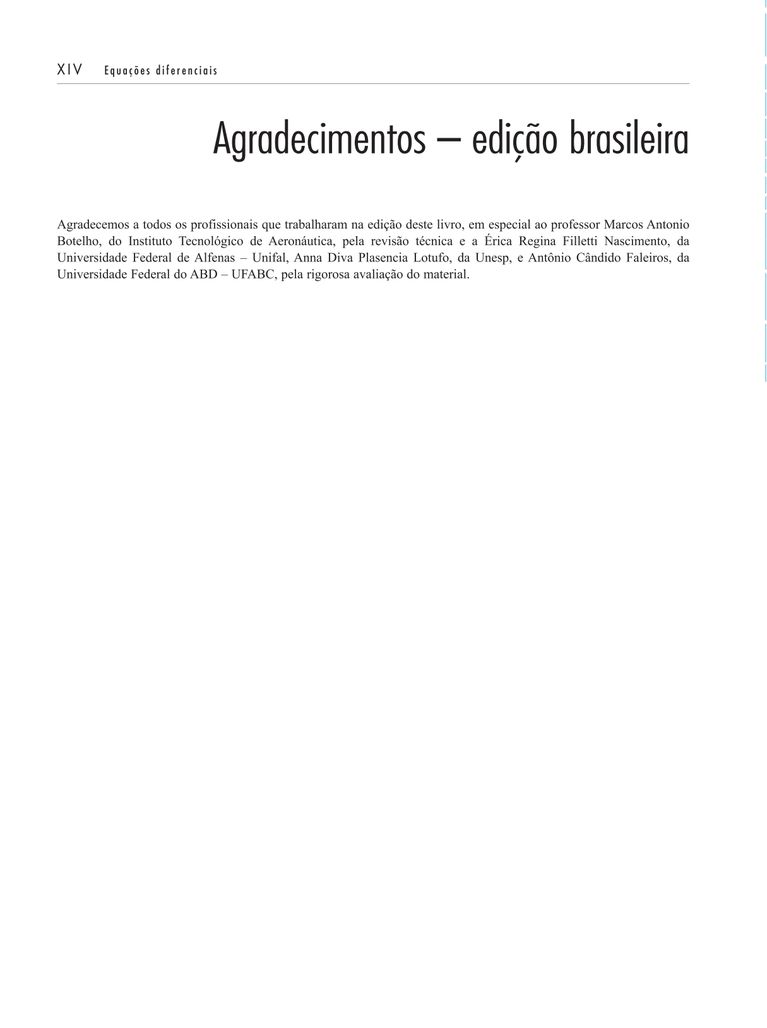 XIV Equações diferenciais
Agradecimentos – edição brasileira
Agradecemos a todos os profissionais que trabalharam na edição deste livro, em especial ao professor Marcos Antonio
Botelho, do Instituto Tecnológico de Aeronáutica, pela revisão técnica e a Érica Regina Filletti Nascimento, da
Universidade Federal de Alfenas – Unifal, Anna Diva Plasencia Lotufo, da Unesp, e Antônio Cândido Faleiros, da
Universidade Federal do ABD – UFABC, pela rigorosa avaliação do material.